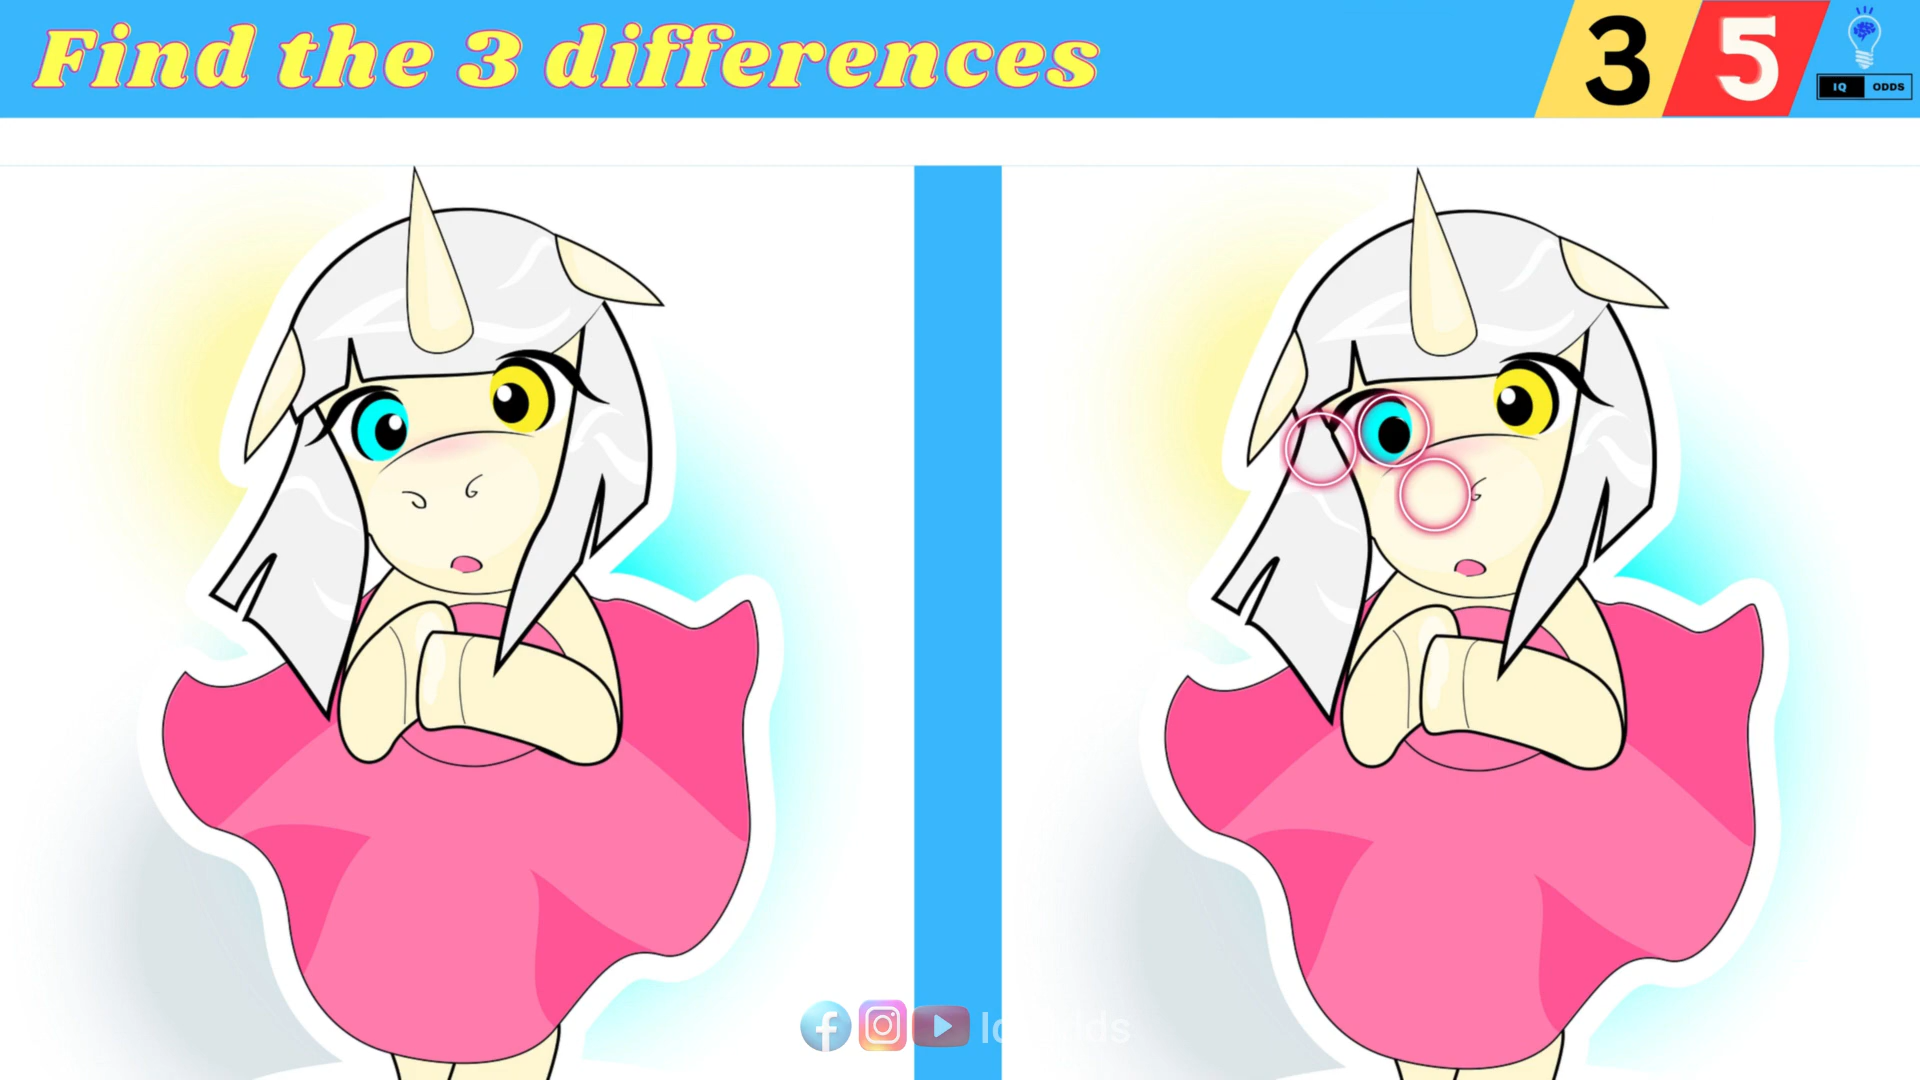 Find the 3 differences
3 5
IQ ODDS